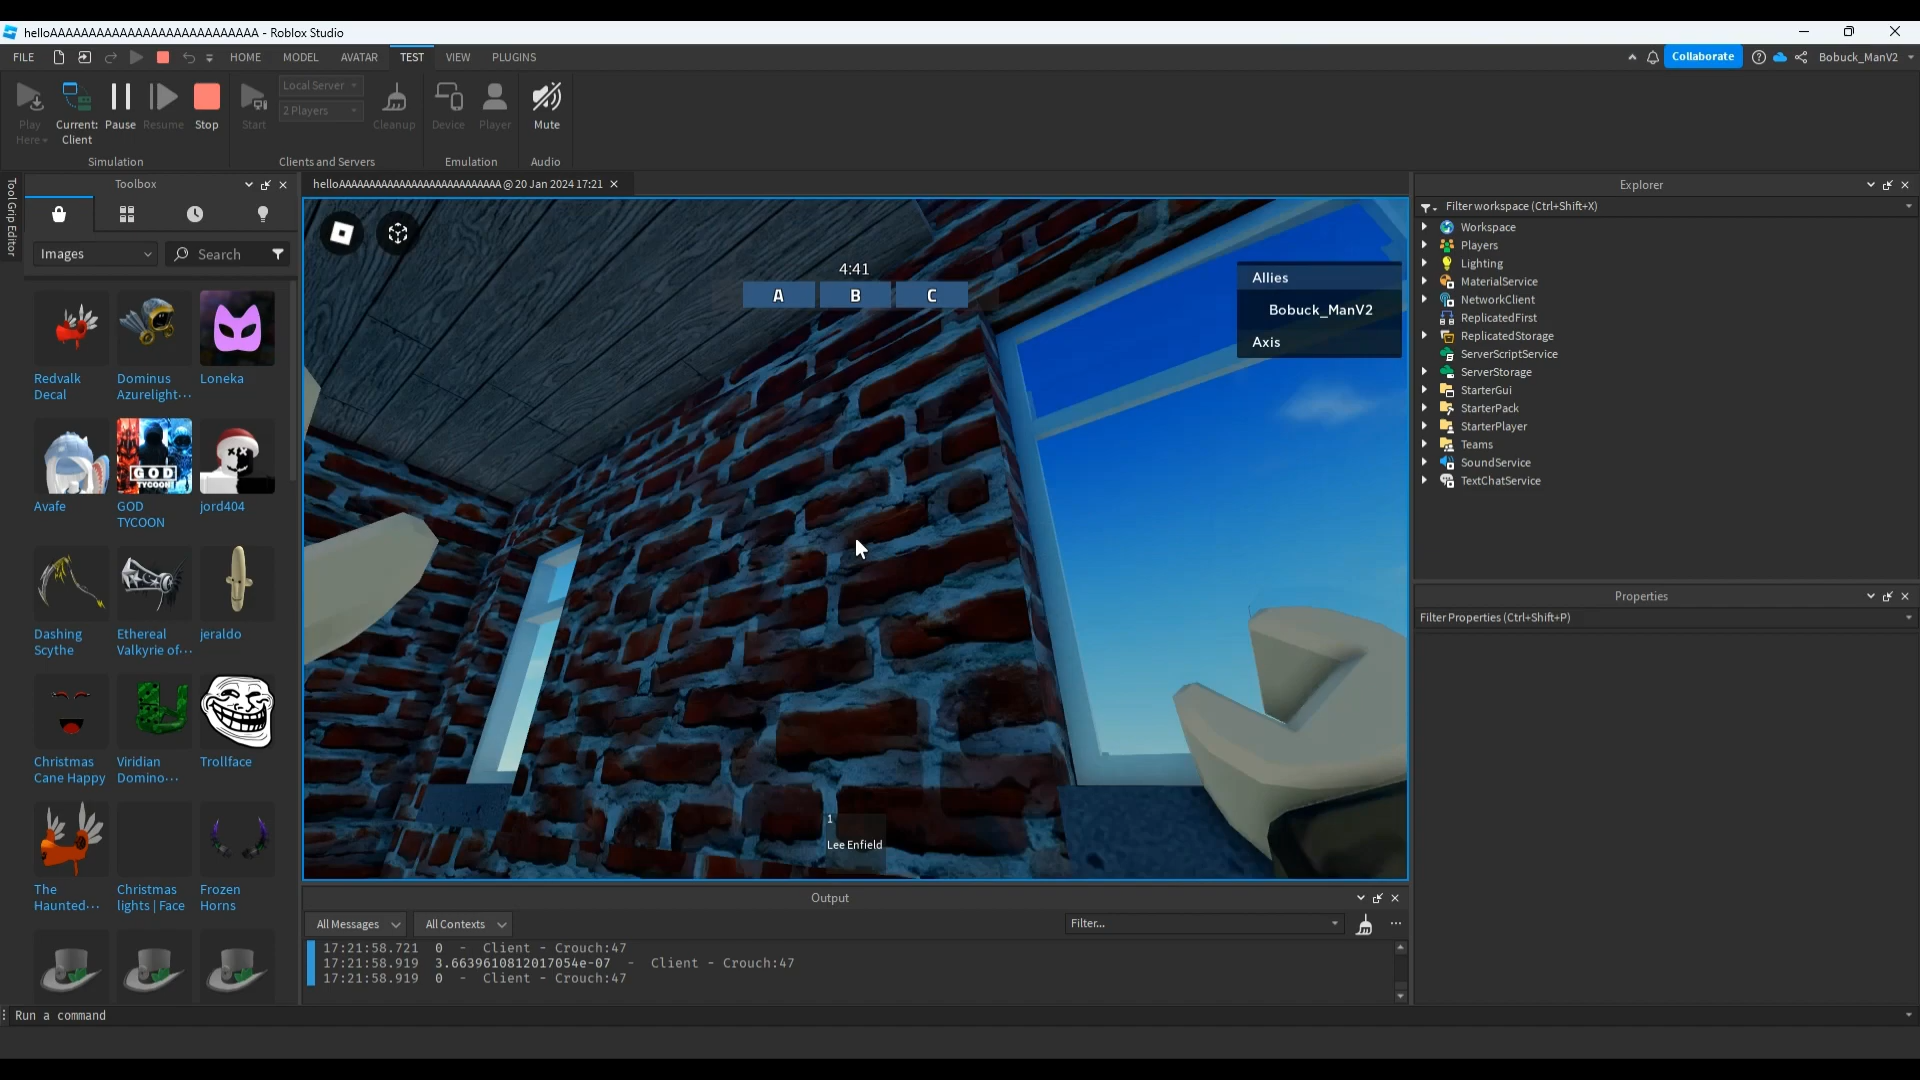 helloAAAAAAAAAAAAAAAAAAAAAAAAAAA - Roblox Studio
FILE HOME MODEL AVATAR TEST VIEW PLUGINS Collaborate Bobuck_ManV2
Play Here
Current: Client
Pause
Resume
Stop
Start
Local Server
2 Players
Cleanup
Device
Player
Mute
Simulation
Clients and Servers
Emulation
Audio
Tool Grip Editor
Toolbox
Images
Search
Redvalk Decal
Dominus Azurelight...
Loneka
Avafe
GOD TYCOON
GOD
TYCOON
jord404
Dashing Scythe
Ethereal Valkyrie of...
jeraldo
Christmas Cane Happy
Viridian Domino...
Trollface
The Haunted...
Christmas lights | Face
Frozen Horns
helloAAAAAAAAAAAAAAAAAAAAAAAAAAA @ 20 Jan 2024 17:21
4:41
A B C
Allies
Bobuck_ManV2
Axis
1
Lee Enfield
Output
All Messages
All Contexts
Filter...
17:21:58.721 0 - Client - Crouch:47
17:21:58.919 3.6639610812017054e-07 - Client - Crouch:47
17:21:58.919 0 - Client - Crouch:47
Explorer
Filter workspace (Ctrl+Shift+X)
Workspace
Players
Lighting
MaterialService
NetworkClient
ReplicatedFirst
ReplicatedStorage
ServerScriptService
ServerStorage
StarterGui
StarterPack
StarterPlayer
Teams
SoundService
TextChatService
Properties
Filter Properties (Ctrl+Shift+P)
Run a command